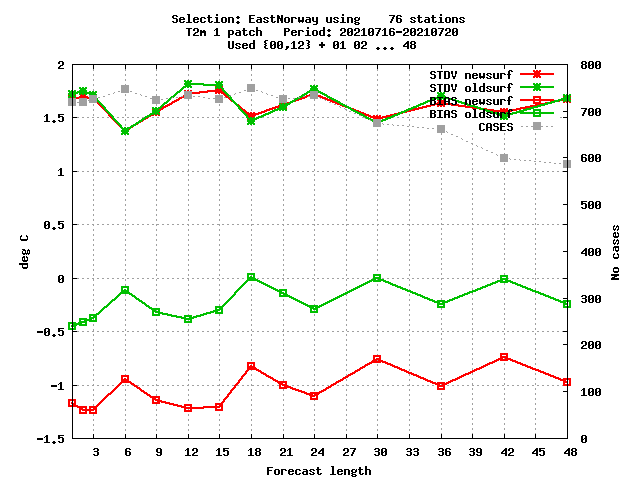 Selection: EastNorway using    76 stations
T2m 1 patch   Period: 20210716-20210720
Used {00,12} + 01 02 ... 48
STDV newsurf
STDV oldsurf
BIAS newsurf
BIAS oldsurf
CASES
2
1.5
1
0.5
0
-0.5
-1
-1.5
deg C
800
700
600
500
400
300
200
100
0
No cases
3 6 9 12 15 18 21 24 27 30 33 36 39 42 45 48
Forecast length